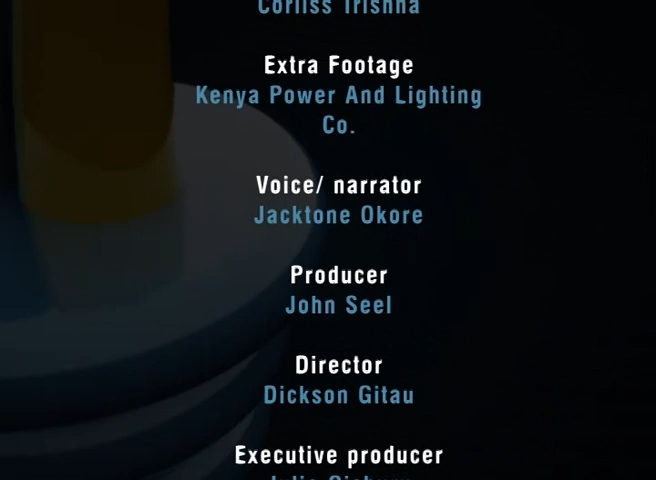 Corliss Trishna
Extra Footage
Kenya Power And Lighting
Co.
Voice/ narrator
Jacktone Okore
Producer
John Seel
Director
Dickson Gitau
Executive producer